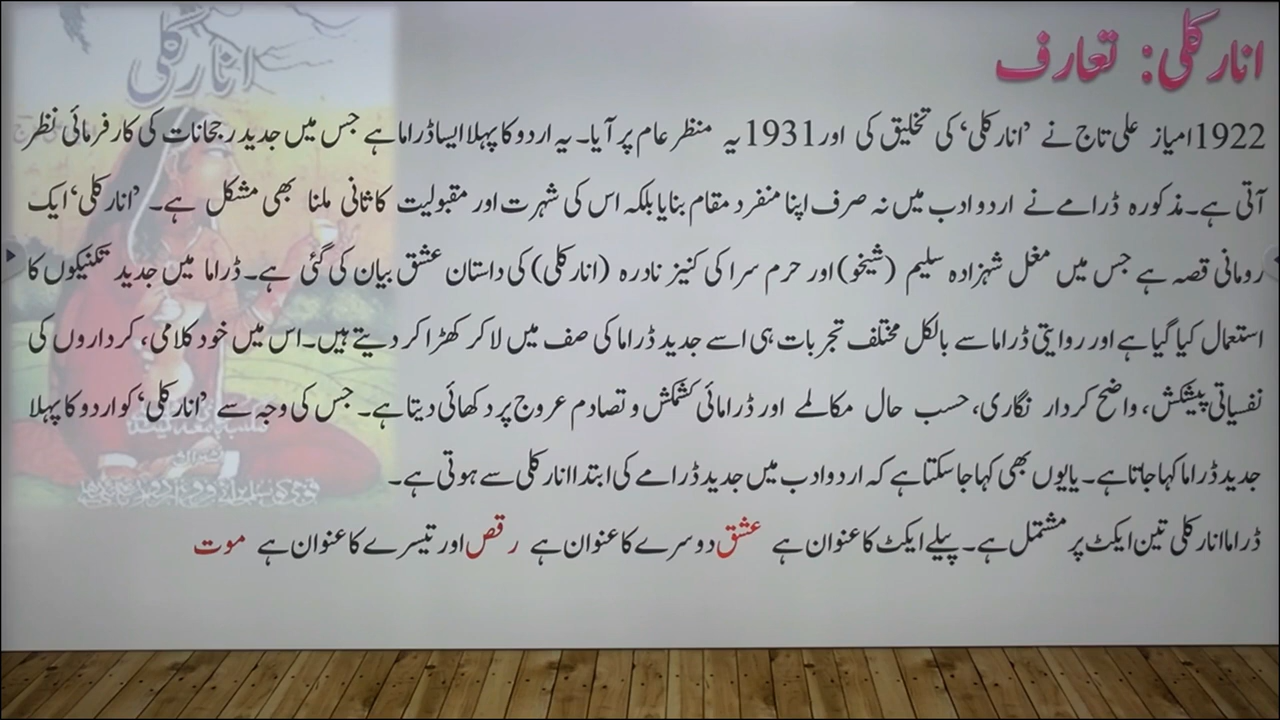 انارکلی: تعارف
1922 امیاز علی تاج نے ’انارکلی‘ کی تخلیق کی اور 1931 یہ منظر عام پر آیا۔ یہ اردو کا پہلا ایسا ڈراما ہے جس میں جدید رجحانات کی کارفرمائی نظر
آتی ہے۔ مذکورہ ڈرامے نے اردو ادب میں نہ صرف اپنا منفرد مقام بنایا بلکہ اس کی شہرت اور مقبولیت کا ثانی ملنا بھی مشکل ہے۔ ’انارکلی‘ ایک
رومانی قصہ ہے جس میں مغل شہزادہ سلیم (شیخو) اور حرم سرا کی کنیز نادرہ (انارکلی) کی داستان عشق بیان کی گئی ہے۔ ڈراما میں جدید تکنیکوں کا
استعمال کیا گیا ہے اور روایتی ڈراما سے بالکل مختلف تجربات ہی اسے جدید ڈراما کی صف میں لا کر کھڑا کر دیتے ہیں۔ اس میں خود کلامی، کرداروں کی
نفسیاتی پیشکش، واضح کردار نگاری، حسب حال مکالمے اور ڈرامائی کشمکش و تصادم عروج پر دکھائی دیتا ہے۔ جس کی وجہ سے ’انارکلی‘ کو اردو کا پہلا
جدید ڈراما کہا جاتا ہے۔ یا یوں بھی کہا جا سکتا ہے کہ اردو ادب میں جدید ڈرامے کی ابتدا انارکلی سے ہوتی ہے۔
ڈراما انارکلی تین ایکٹ پر مشتمل ہے۔ پہلے ایکٹ کا عنوان ہے عشق دوسرے کا عنوان ہے رقص اور تیسرے کا عنوان ہے موت
انارکلی